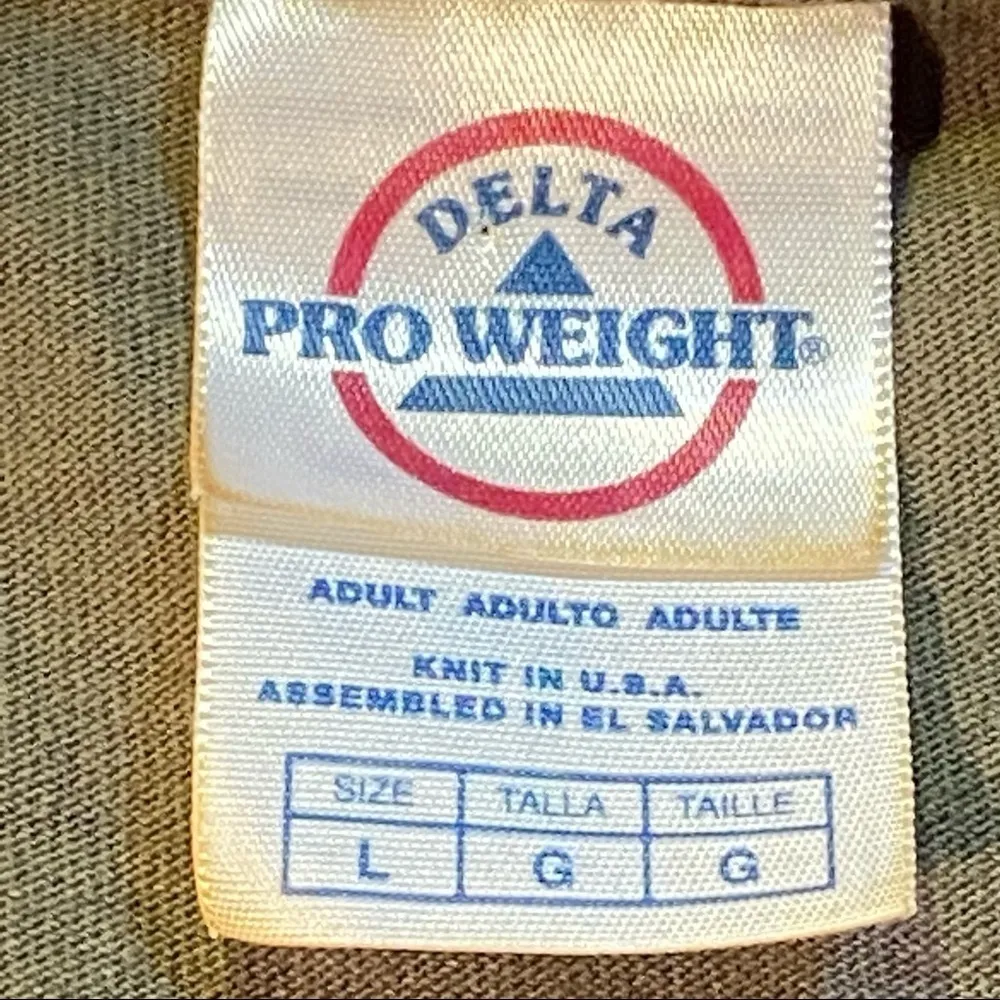 DELTA
PRO WEIGHT®
ADULT ADULTO ADULTE
KNIT IN U.S.A.
ASSEMBLED IN EL SALVADOR
SIZE TALLA TAILLE
L G G